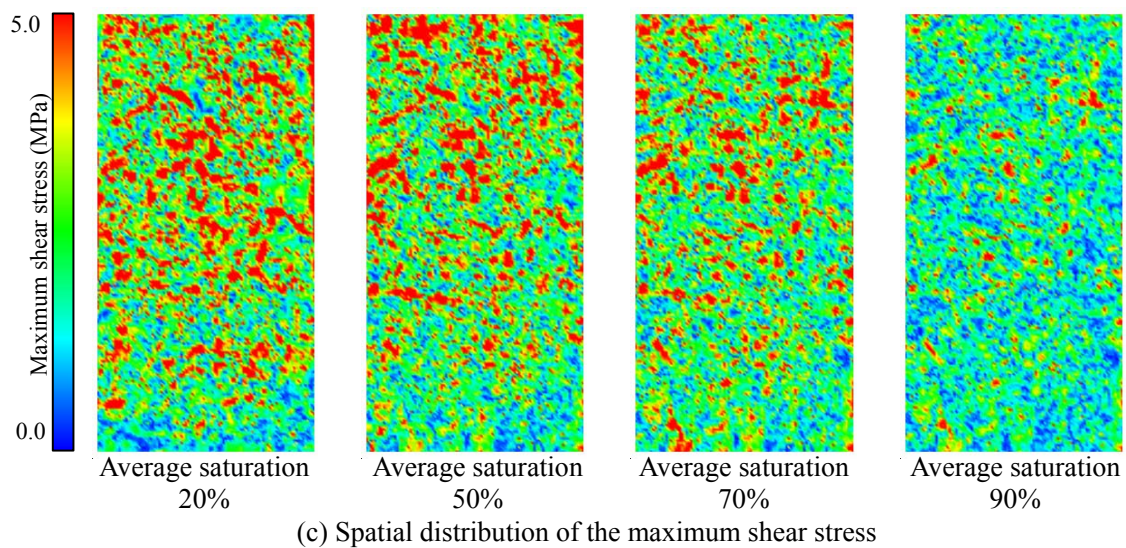 5.0
Maximum shear stress (MPa)
0.0
Average saturation
20%
Average saturation
50%
Average saturation
70%
Average saturation
90%
(c) Spatial distribution of the maximum shear stress